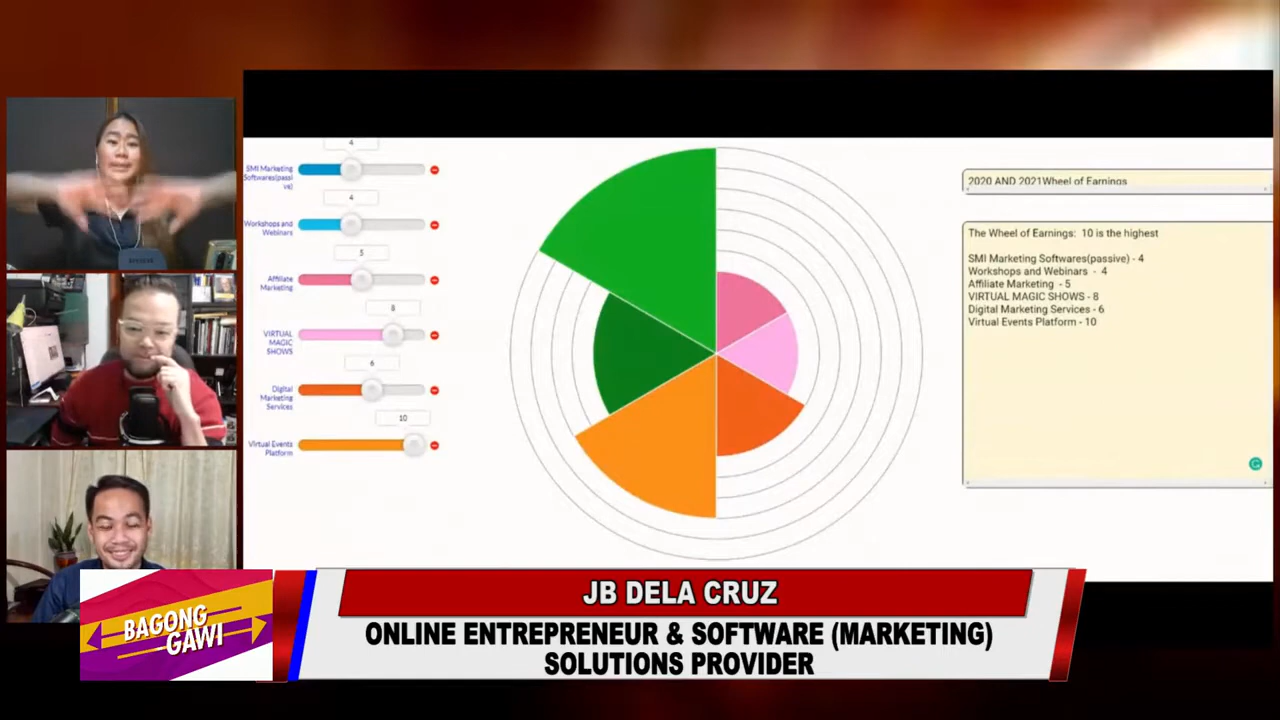 4
SMI Marketing
Softwares(passi
ve)
4
Workshops and
Webinars
5
Affiliate
Marketing
8
VIRTUAL
MAGIC
SHOWS
6
Digital
Marketing
Services
10
Virtual Events
Platform
2020 AND 2021Wheel of Earnings
The Wheel of Earnings: 10 is the highest
SMI Marketing Softwares(passive) - 4
Workshops and Webinars - 4
Affiliate Marketing - 5
VIRTUAL MAGIC SHOWS - 8
Digital Marketing Services - 6
Virtual Events Platform - 10
BAGONG
GAWI
JB DELA CRUZ
ONLINE ENTREPRENEUR & SOFTWARE (MARKETING)
SOLUTIONS PROVIDER